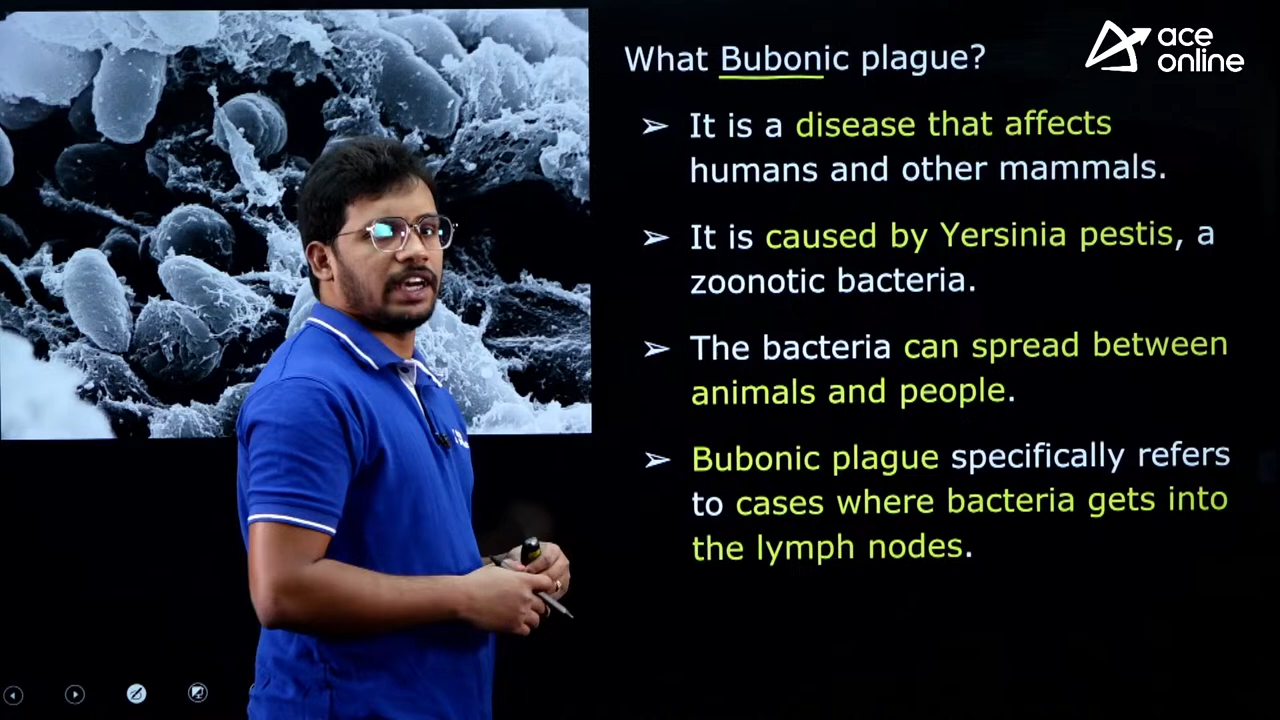 What Bubonic plague?
ace
online
➢ It is a disease that affects
humans and other mammals.
➢ It is caused by Yersinia pestis, a
zoonotic bacteria.
➢ The bacteria can spread between
animals and people.
➢ Bubonic plague specifically refers
to cases where bacteria gets into
the lymph nodes.